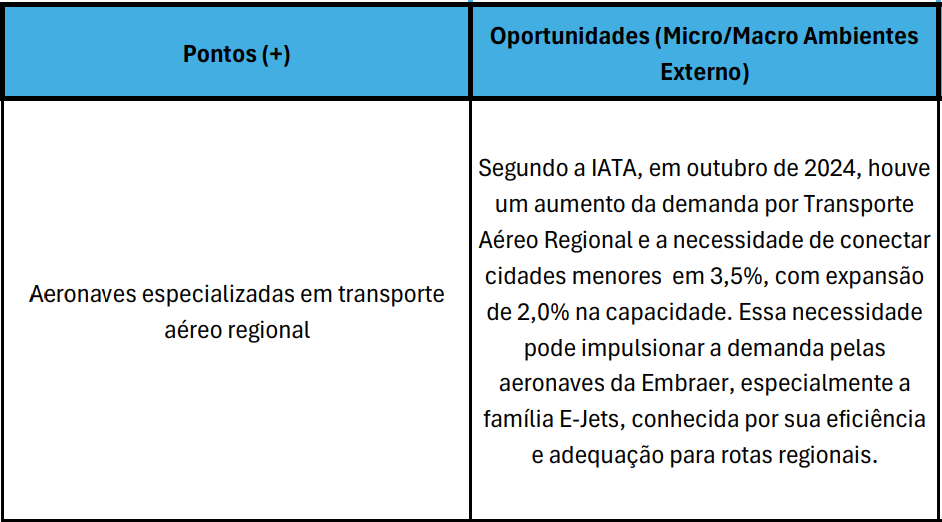 Pontos (+)
Oportunidades (Micro/Macro Ambientes
Externo)
Aeronaves especializadas em transporte
aéreo regional
Segundo a IATA, em outubro de 2024, houve
um aumento da demanda por Transporte
Aéreo Regional e a necessidade de conectar
cidades menores  em 3,5%, com expansão
de 2,0% na capacidade. Essa necessidade
pode impulsionar a demanda pelas
aeronaves da Embraer, especialmente a
família E-Jets, conhecida por sua eficiência
e adequação para rotas regionais.